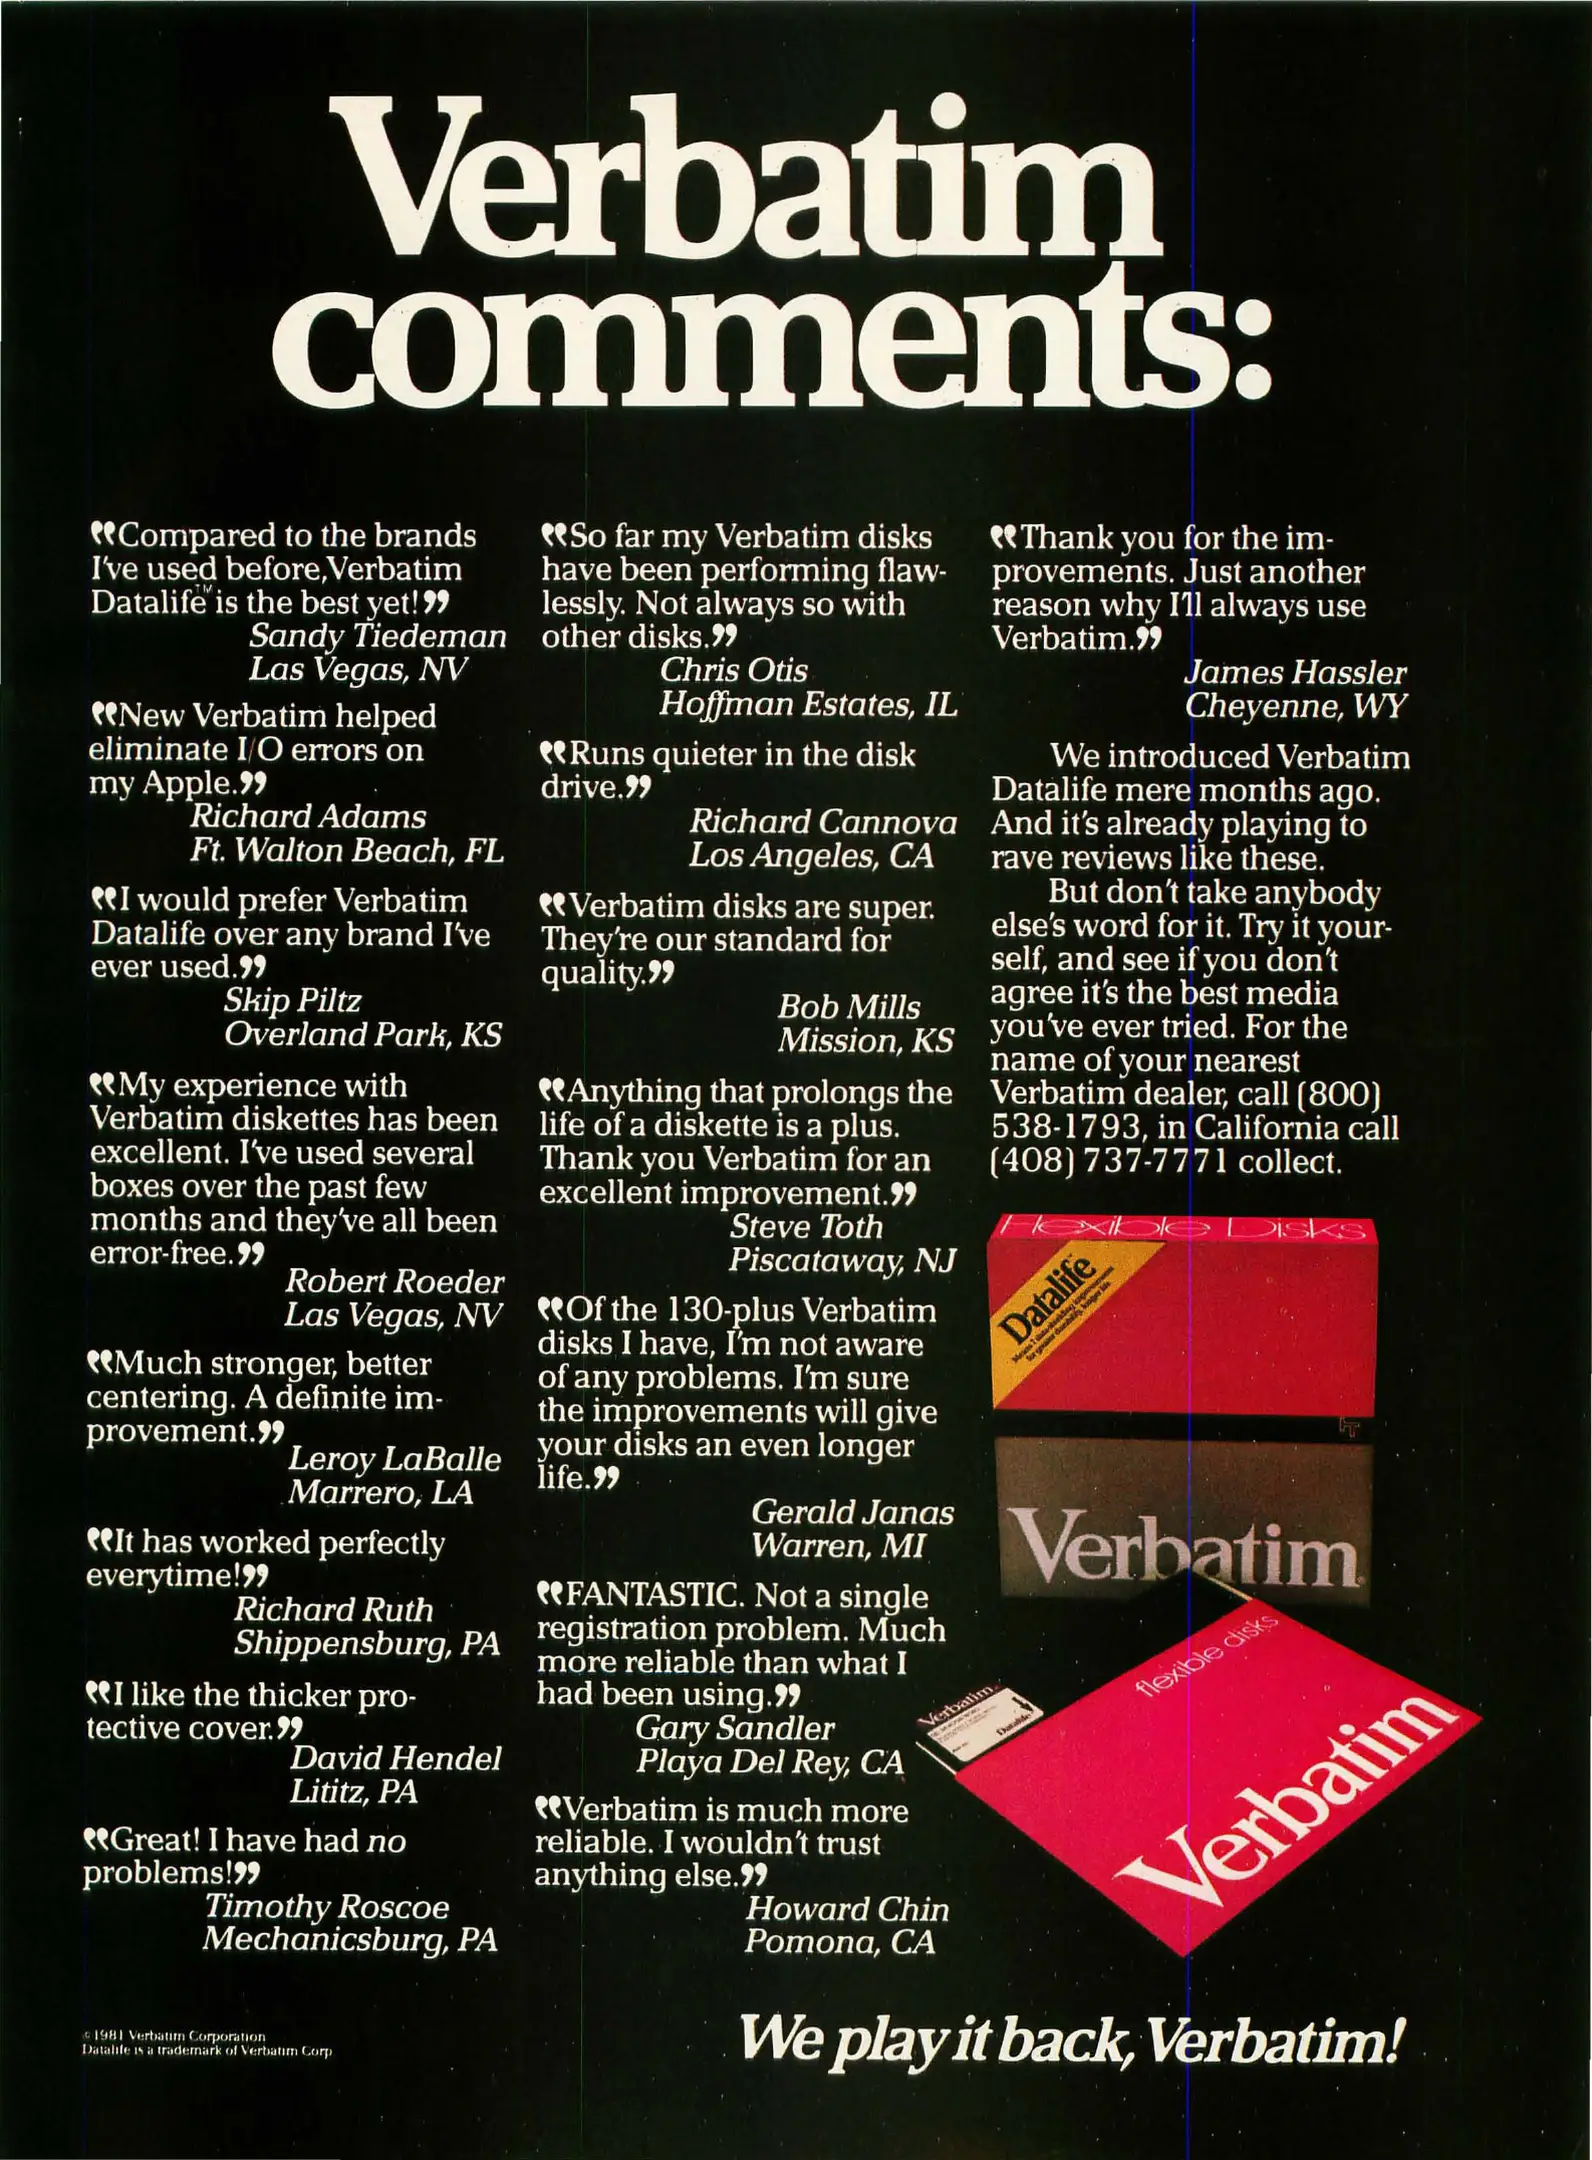 Verbatim
comments:
“Compared to the brands
I've used before,Verbatim
Datalife™ is the best yet!”
Sandy Tiedeman
Las Vegas, NV
“New Verbatim helped
eliminate I/O errors on
my Apple.”
Richard Adams
Ft. Walton Beach, FL
“I would prefer Verbatim
Datalife over any brand I've
ever used.”
Skip Piltz
Overland Park, KS
“My experience with
Verbatim diskettes has been
excellent. I've used several
boxes over the past few
months and they've all been
error-free.”
Robert Roeder
Las Vegas, NV
“Much stronger, better
centering. A definite im-
provement.”
Leroy LaBalle
Marrero, LA
“It has worked perfectly
everytime!”
Richard Ruth
Shippensburg, PA
“I like the thicker pro-
tective cover.”
David Hendel
Lititz, PA
“Great! I have had no
problems!”
Timothy Roscoe
Mechanicsburg, PA
“So far my Verbatim disks
have been performing flaw-
lessly. Not always so with
other disks.”
Chris Otis
Hoffman Estates, IL
“Runs quieter in the disk
drive.”
Richard Cannova
Los Angeles, CA
“Verbatim disks are super.
They're our standard for
quality.”
Bob Mills
Mission, KS
“Anything that prolongs the
life of a diskette is a plus.
Thank you Verbatim for an
excellent improvement.”
Steve Toth
Piscataway, NJ
“Of the 130-plus Verbatim
disks I have, I'm not aware
of any problems. I'm sure
the improvements will give
your disks an even longer
life.”
Gerald Janas
Warren, MI
“FANTASTIC. Not a single
registration problem. Much
more reliable than what I
had been using.”
Gary Sandler
Playa Del Rey, CA
“Verbatim is much more
reliable. I wouldn't trust
anything else.”
Howard Chin
Pomona, CA
“Thank you for the im-
provements. Just another
reason why I'll always use
Verbatim.”
James Hassler
Cheyenne, WY
We introduced Verbatim
Datalife mere months ago.
And it's already playing to
rave reviews like these.
But don't take anybody
else's word for it. Try it your-
self, and see if you don't
agree it's the best media
you've ever tried. For the
name of your nearest
Verbatim dealer, call (800)
538-1793, in California call
(408) 737-7771 collect.
Flexible Disks
Datalife™
Means 7 data-shielding improvements
for greater durability, longer life
Verbatim®
flexible disks
Verbatim
Verbatim
Datalife
We play it back, Verbatim!
© 1981 Verbatim Corporation
Datalife is a trademark of Verbatim Corp